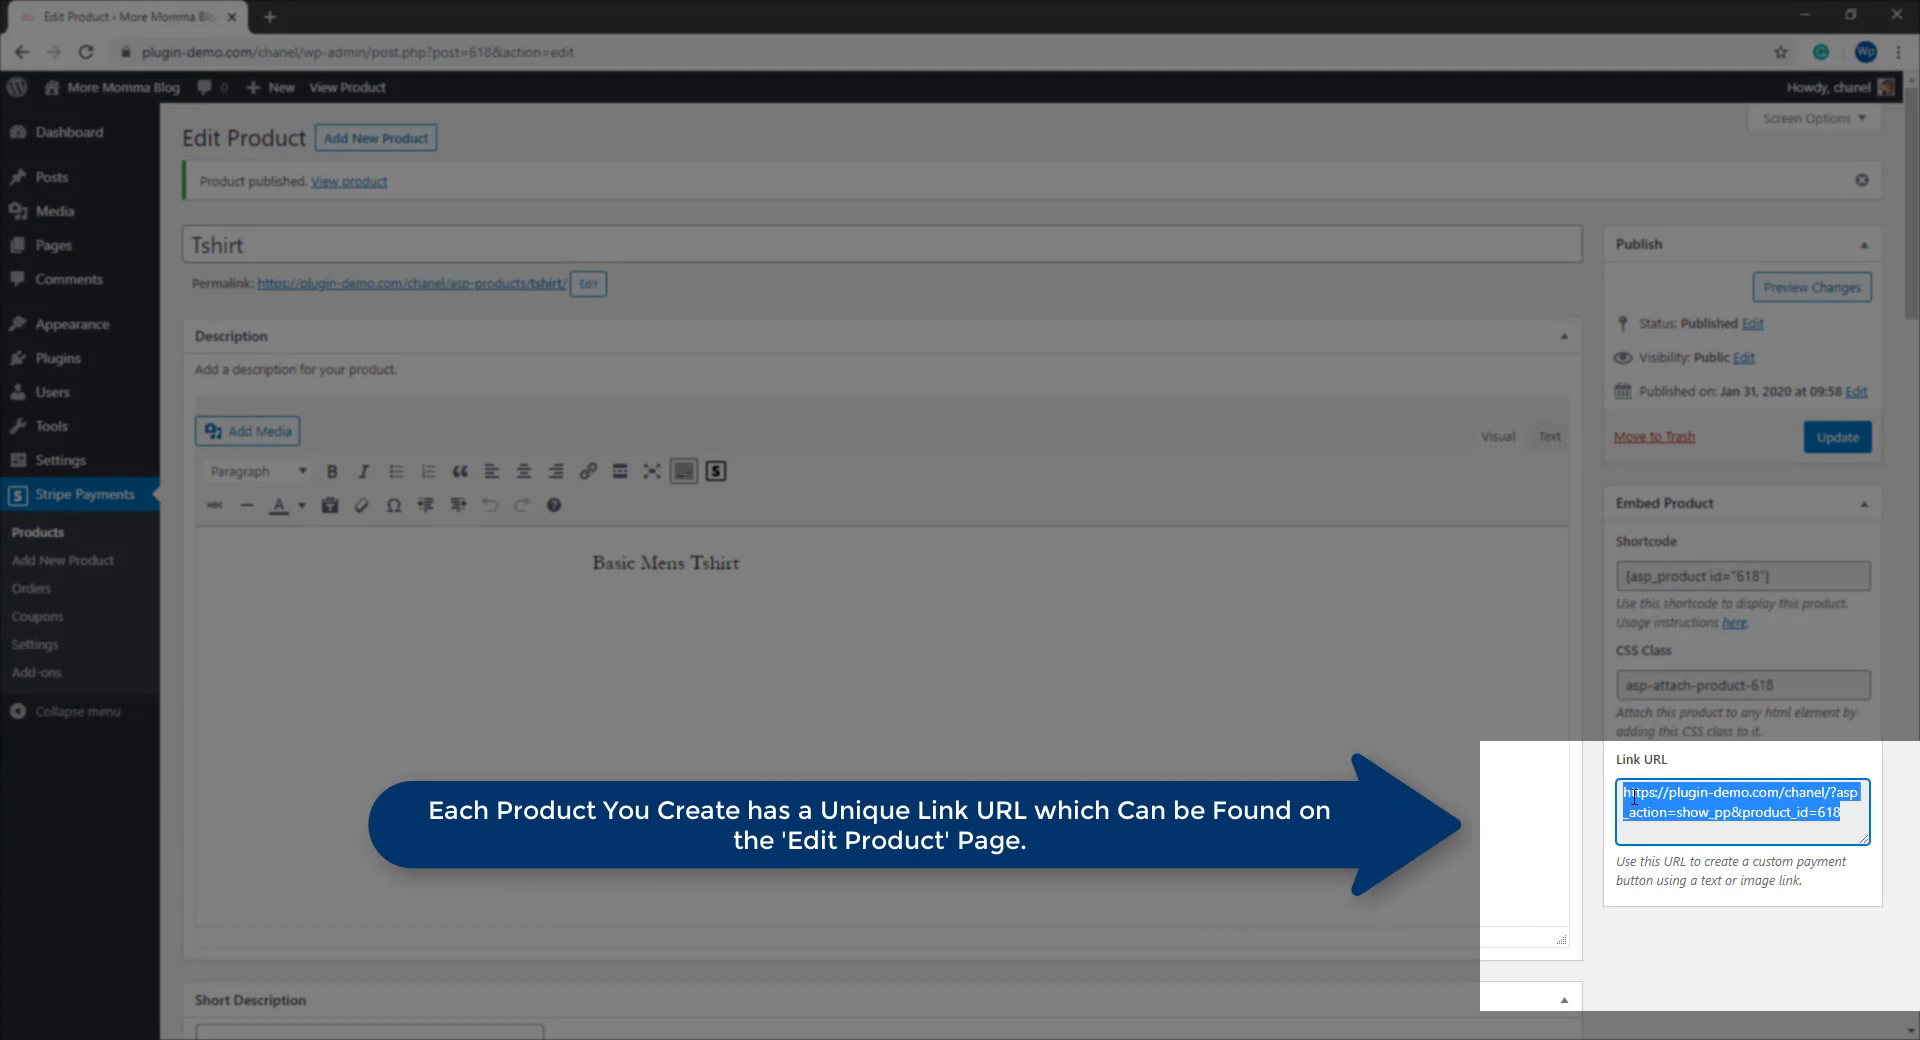 Edit Product ‹ More Momma Blo
plugin-demo.com/chanel/wp-admin/post.php?post=618&action=edit
Wp
More Momma Blog 0 New View Product
Howdy, chanel
Dashboard
Posts
Media
Pages
Comments
Appearance
Plugins
Users
Tools
Settings
Stripe Payments
Products
Add New Product
Orders
Coupons
Settings
Add-ons
Collapse menu
Screen Options
Edit Product Add New Product
Product published. View product
Tshirt
Permalink: https://plugin-demo.com/chanel/asp-products/tshirt/ Edit
Description
Add a description for your product.
Add Media
Visual Text
Paragraph
Basic Mens Tshirt
Each Product You Create has a Unique Link URL which Can be Found on
the 'Edit Product' Page.
Short Description
Publish
Preview Changes
Status: Published Edit
Visibility: Public Edit
Published on: Jan 31, 2020 at 09:58 Edit
Move to Trash Update
Embed Product
Shortcode
[asp_product id="618"]
Use this shortcode to display this product.
Usage instructions here.
CSS Class
asp-attach-product-618
Attach this product to any html element by
adding this CSS class to it.
Link URL
https://plugin-demo.com/chanel/?asp
_action=show_pp&product_id=618
Use this URL to create a custom payment
button using a text or image link.